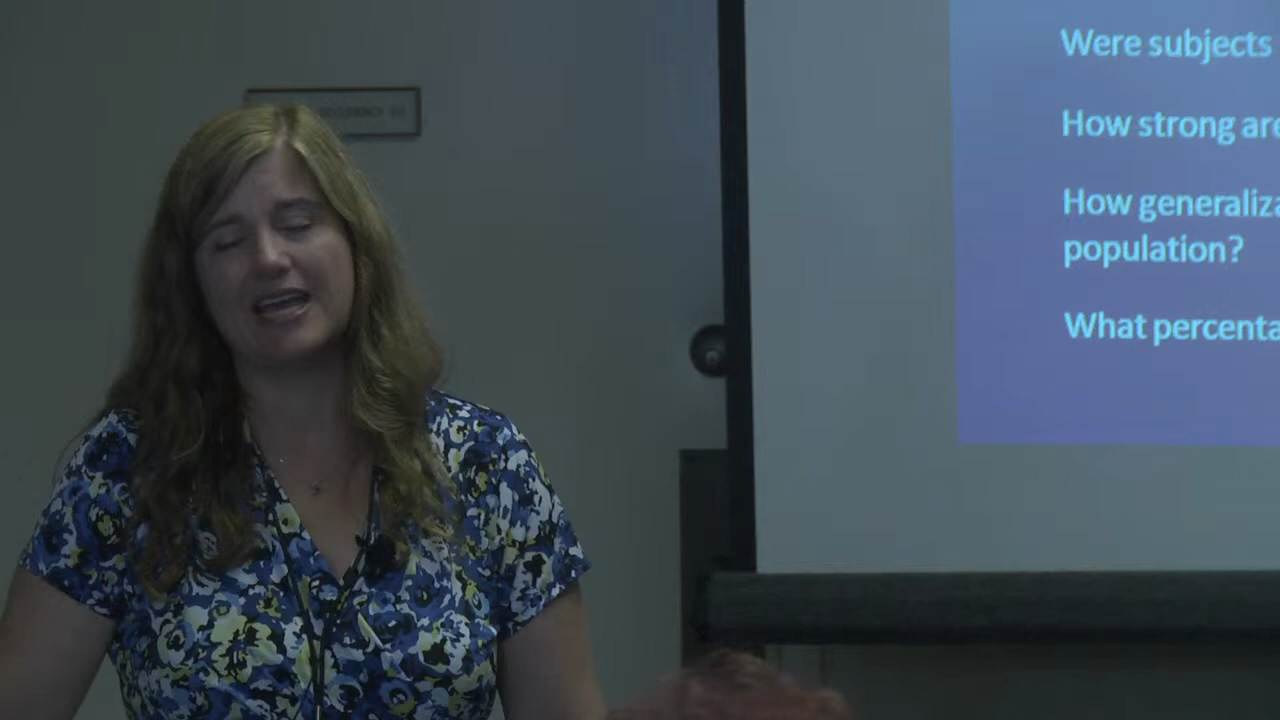 Were subjects
How strong are
How generaliza
population?
What percenta